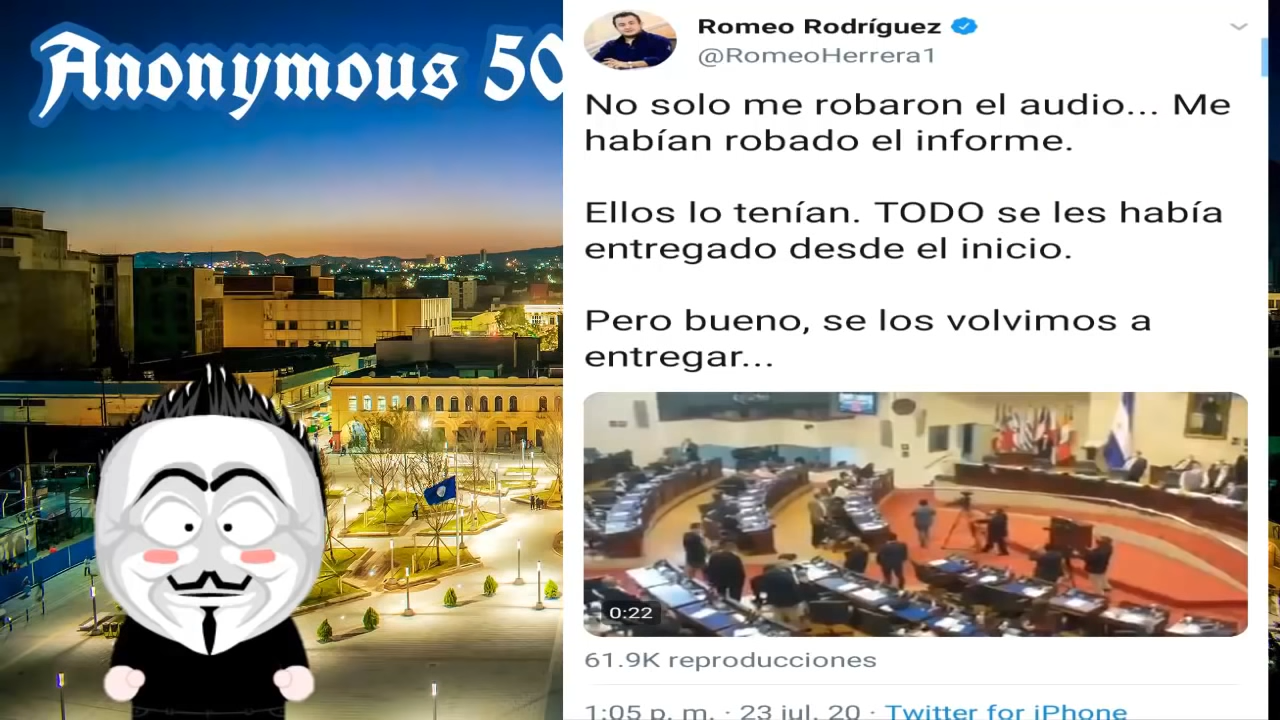 Anonymous 50
Romeo Rodríguez
@RomeoHerrera1
No solo me robaron el audio... Me
habían robado el informe.
Ellos lo tenían. TODO se les había
entregado desde el inicio.
Pero bueno, se los volvimos a
entregar...
0:22
61.9K reproducciones
1:05 p. m. · 23 jul. 20 · Twitter for iPhone